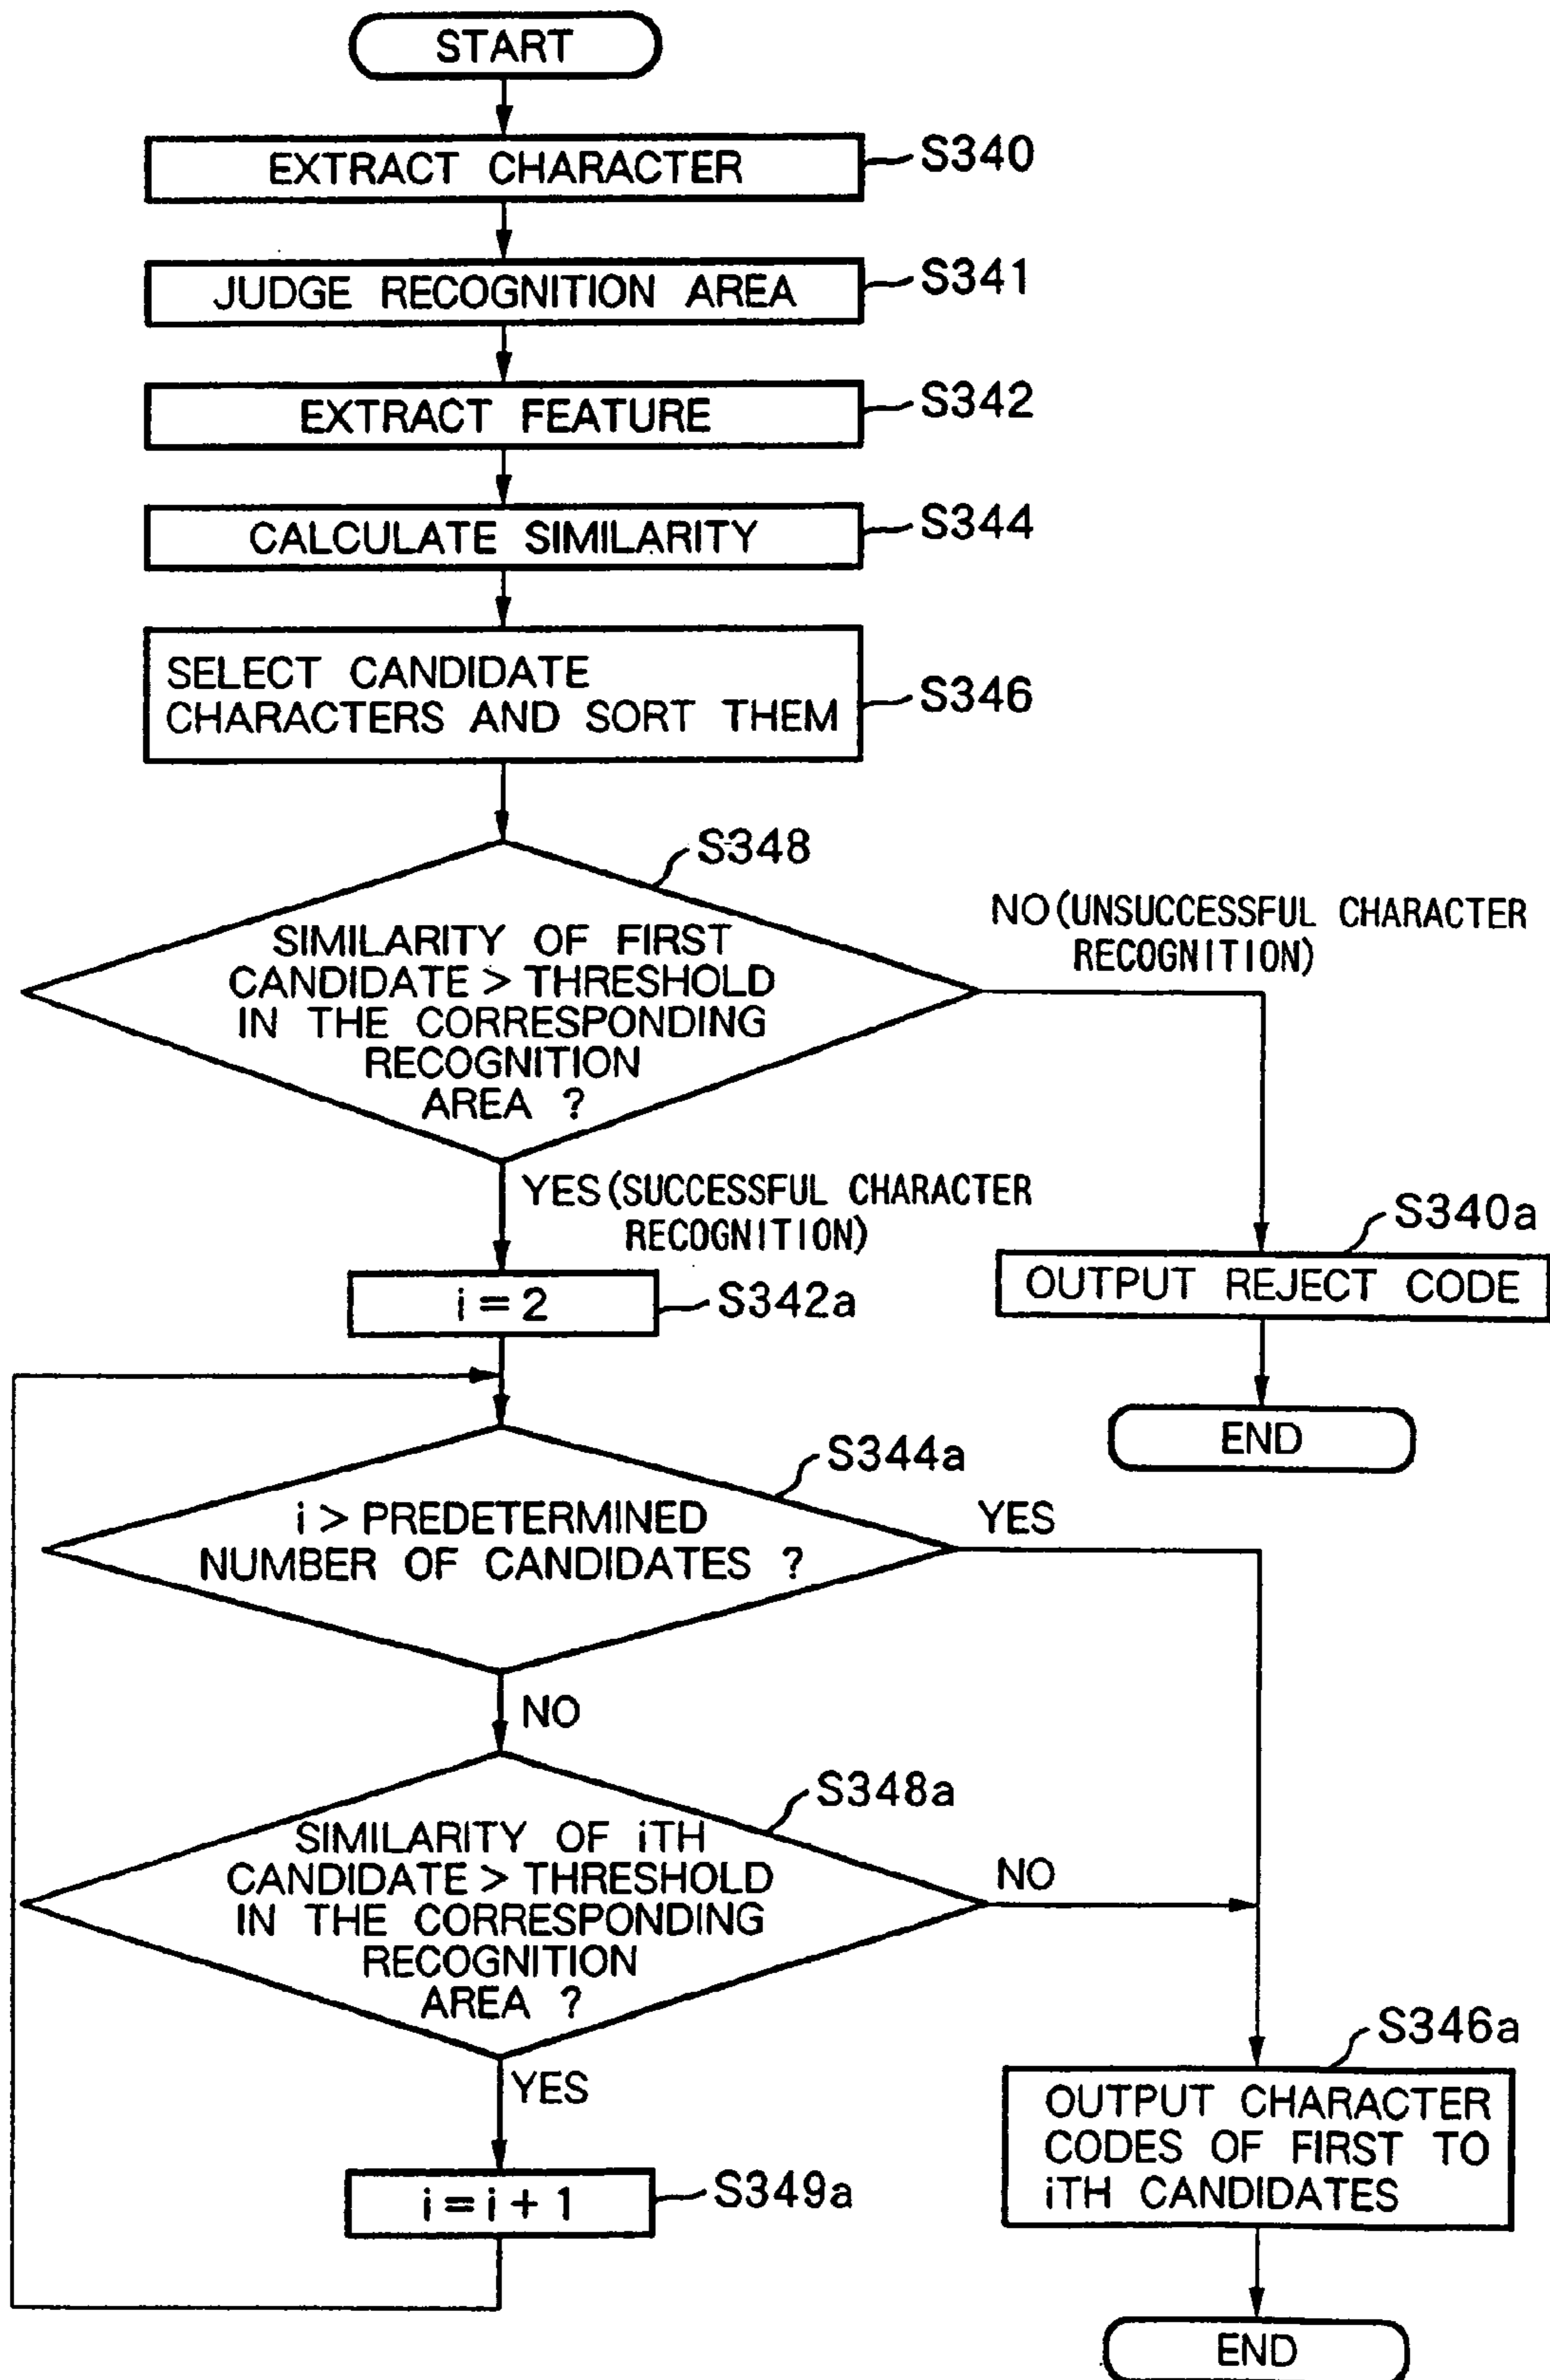 START
EXTRACT CHARACTER
S340
JUDGE RECOGNITION AREA
S341
EXTRACT FEATURE
S342
CALCULATE SIMILARITY
S344
SELECT CANDIDATE
CHARACTERS AND SORT THEM
S346
S348
SIMILARITY OF FIRST
CANDIDATE > THRESHOLD
IN THE CORRESPONDING
RECOGNITION
AREA ?
NO (UNSUCCESSFUL CHARACTER
RECOGNITION)
YES (SUCCESSFUL CHARACTER
RECOGNITION)
S340a
OUTPUT REJECT CODE
END
i = 2
S342a
S344a
i > PREDETERMINED
NUMBER OF CANDIDATES ?
YES
NO
S348a
SIMILARITY OF iTH
CANDIDATE > THRESHOLD
IN THE CORRESPONDING
RECOGNITION
AREA ?
NO
YES
S346a
OUTPUT CHARACTER
CODES OF FIRST TO
iTH CANDIDATES
i = i + 1
S349a
END